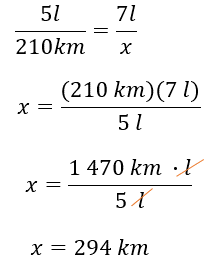 5l/210km = 7l/x
x = (210 km)(7 l)/5 l
x = 1 470 km · l/5 l
x = 294 km